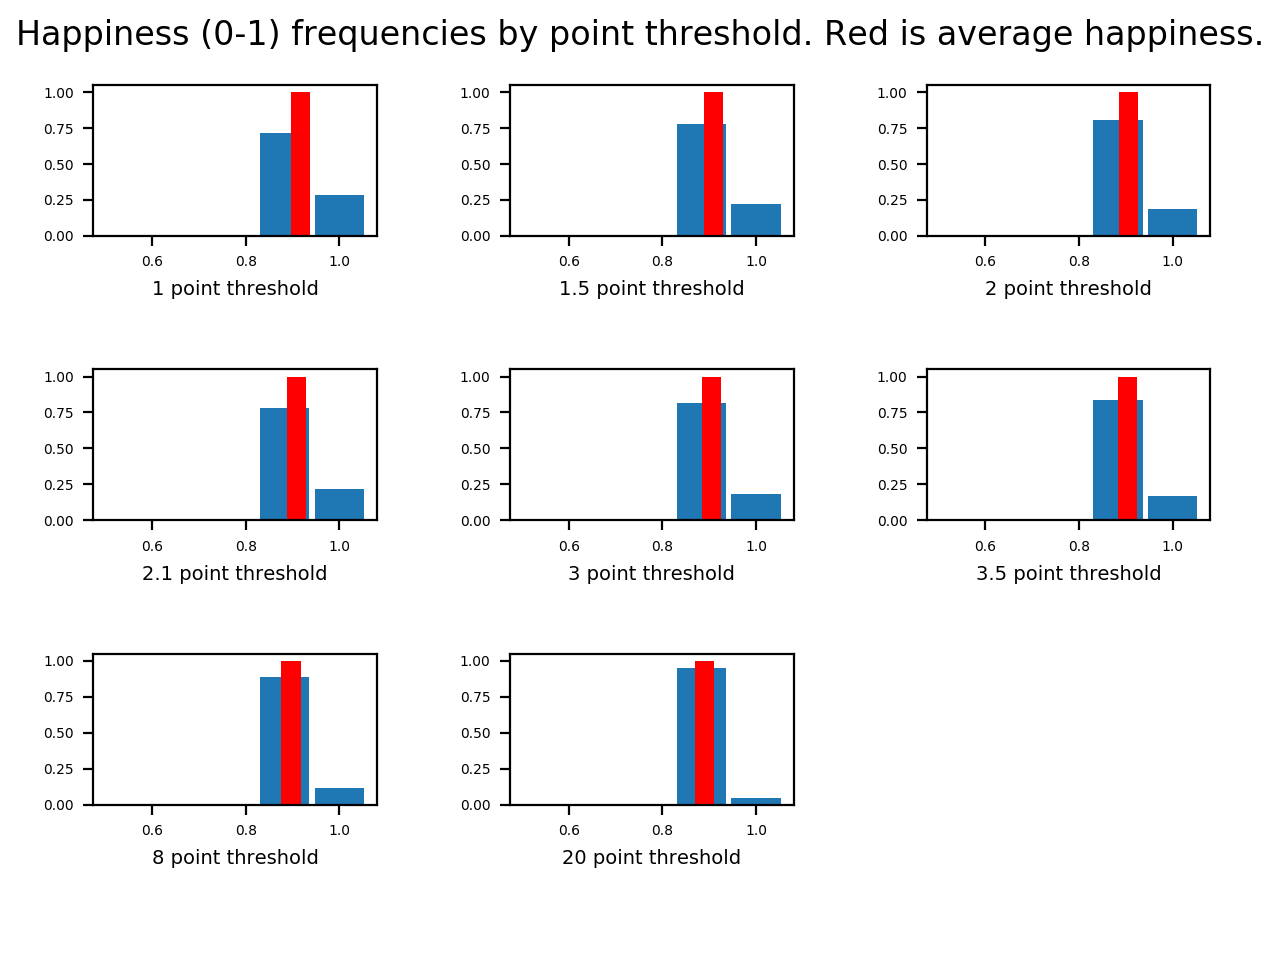 Happiness (0-1) frequencies by point threshold. Red is average happiness.
1.00 1.00 1.00
0.75 0.75 0.75
0.50 0.50 0.50
0.25 0.25 0.25
0.00 0.00 0.00
0.6 0.8 1.0 0.6 0.8 1.0 0.6 0.8 1.0
1 point threshold 1.5 point threshold 2 point threshold
1.00 1.00 1.00
0.75 0.75 0.75
0.50 0.50 0.50
0.25 0.25 0.25
0.00 0.00 0.00
0.6 0.8 1.0 0.6 0.8 1.0 0.6 0.8 1.0
2.1 point threshold 3 point threshold 3.5 point threshold
1.00 1.00
0.75 0.75
0.50 0.50
0.25 0.25
0.00 0.00
0.6 0.8 1.0 0.6 0.8 1.0
8 point threshold 20 point threshold